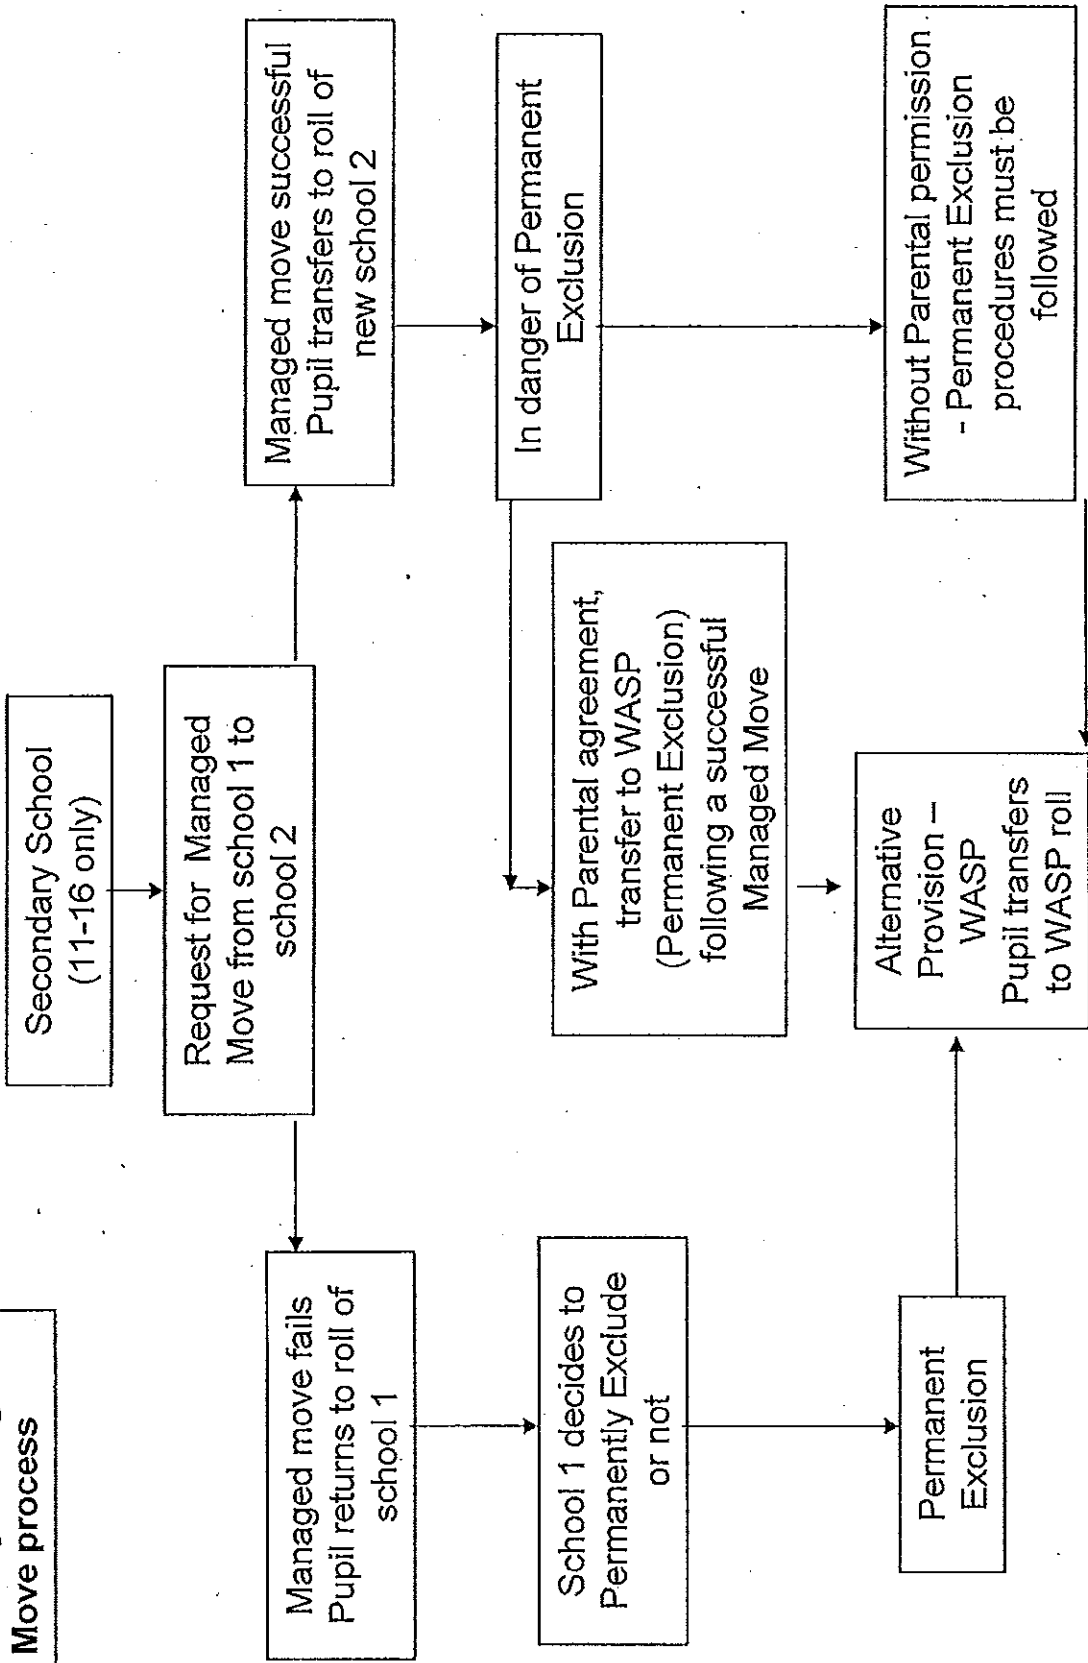 Move process
Secondary School
(11-16 only)
Request for Managed
Move from school 1 to
school 2
Managed move fails
Pupil returns to roll of
school 1
Managed move successful
Pupil transfers to roll of
new school 2
School 1 decides to
Permanently Exclude
or not
In danger of Permanent
Exclusion
With Parental agreement,
transfer to WASP
(Permanent Exclusion)
following a successful
Managed Move
Permanent
Exclusion
Alternative
Provision –
WASP
Pupil transfers
to WASP roll
Without Parental permission
- Permanent Exclusion
procedures must be
followed